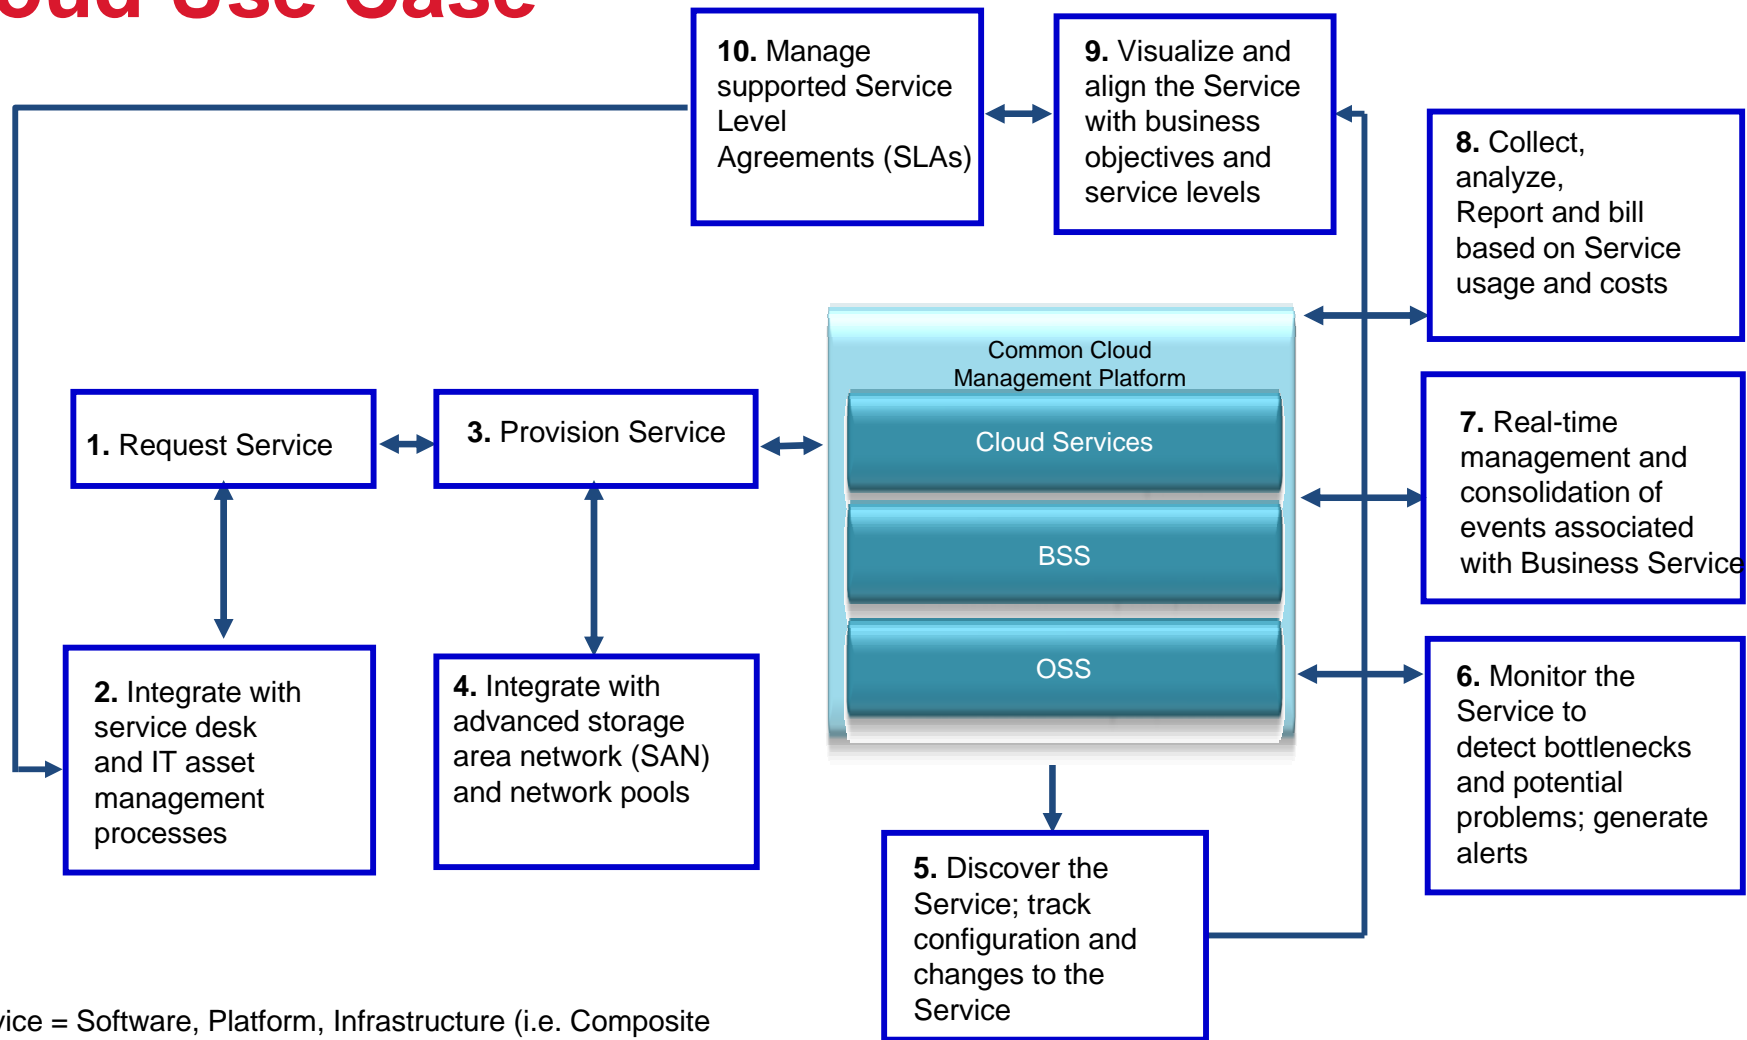 oud Use Case
10. Manage
supported Service
Level
Agreements (SLAs)
9. Visualize and
align the Service
with business
objectives and
service levels
8. Collect,
analyze,
Report and bill
based on Service
usage and costs
Common Cloud
Management Platform
Cloud Services
BSS
OSS
1. Request Service
3. Provision Service
7. Real-time
management and
consolidation of
events associated
with Business Service
2. Integrate with
service desk
and IT asset
management
processes
4. Integrate with
advanced storage
area network (SAN)
and network pools
6. Monitor the
Service to
detect bottlenecks
and potential
problems; generate
alerts
5. Discover the
Service; track
configuration and
changes to the
Service
vice = Software, Platform, Infrastructure (i.e. Composite